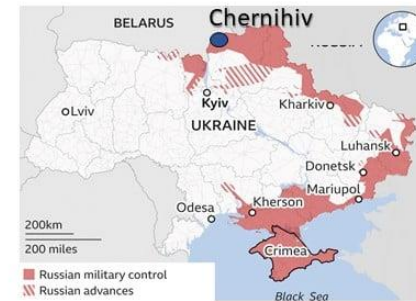 BELARUS
Chernihiv
Kyiv
Lviv
Kharkiv
UKRAINE
Luhansk
Donetsk
Mariupol
Odesa
Kherson
200km
200 miles
Crimea
Russian military control
Russian advances
Black Sea